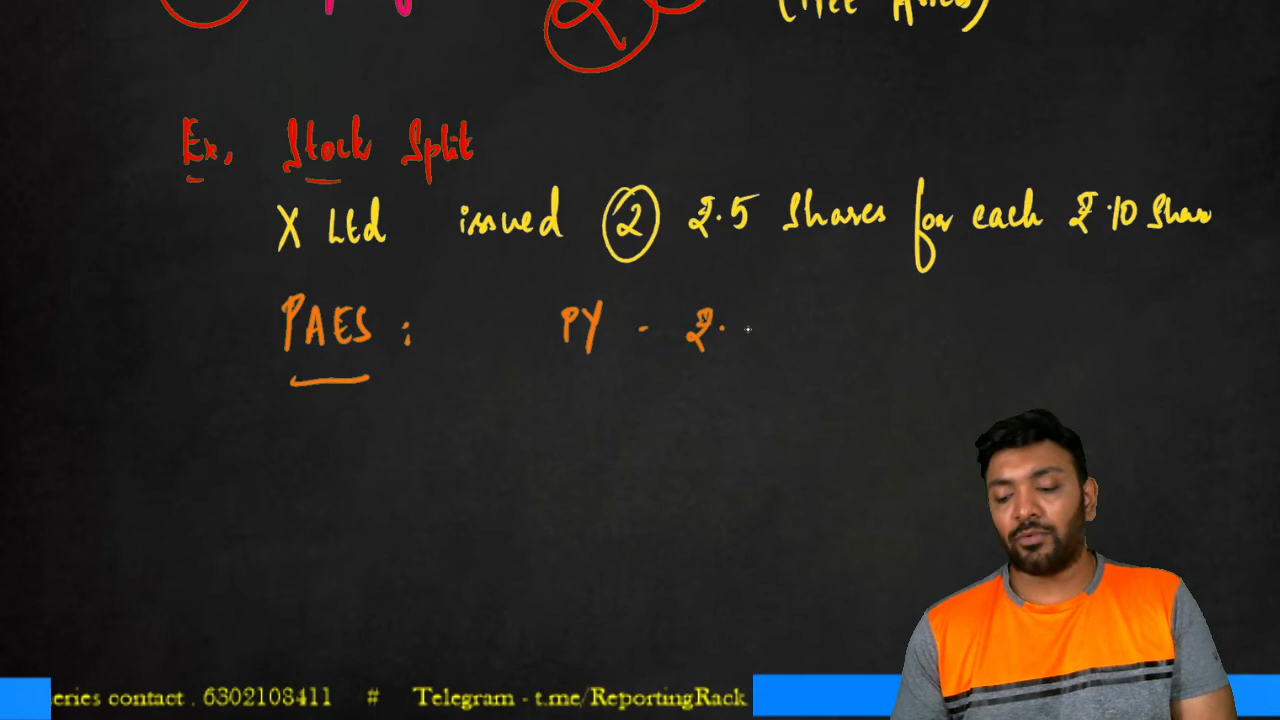 Ex. Stock Split
X Ltd issued 2 ₹.5 Shares for each ₹.10 Shar
PAES : PY - ₹.
eries contact . 6302108411 # Telegram - t.me/ReportingRack